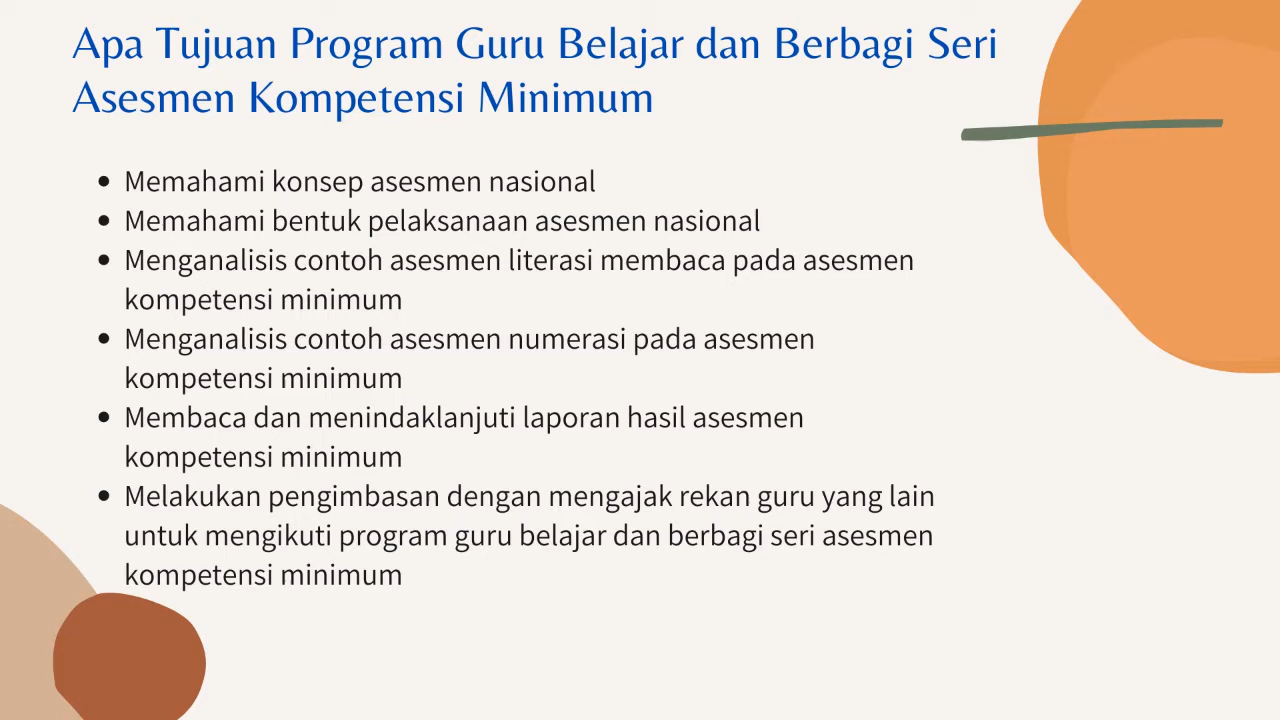 Apa Tujuan Program Guru Belajar dan Berbagi Seri
Asesmen Kompetensi Minimum
• Memahami konsep asesmen nasional
• Memahami bentuk pelaksanaan asesmen nasional
• Menganalisis contoh asesmen literasi membaca pada asesmen
kompetensi minimum
• Menganalisis contoh asesmen numerasi pada asesmen
kompetensi minimum
• Membaca dan menindaklanjuti laporan hasil asesmen
kompetensi minimum
• Melakukan pengimbasan dengan mengajak rekan guru yang lain
untuk mengikuti program guru belajar dan berbagi seri asesmen
kompetensi minimum